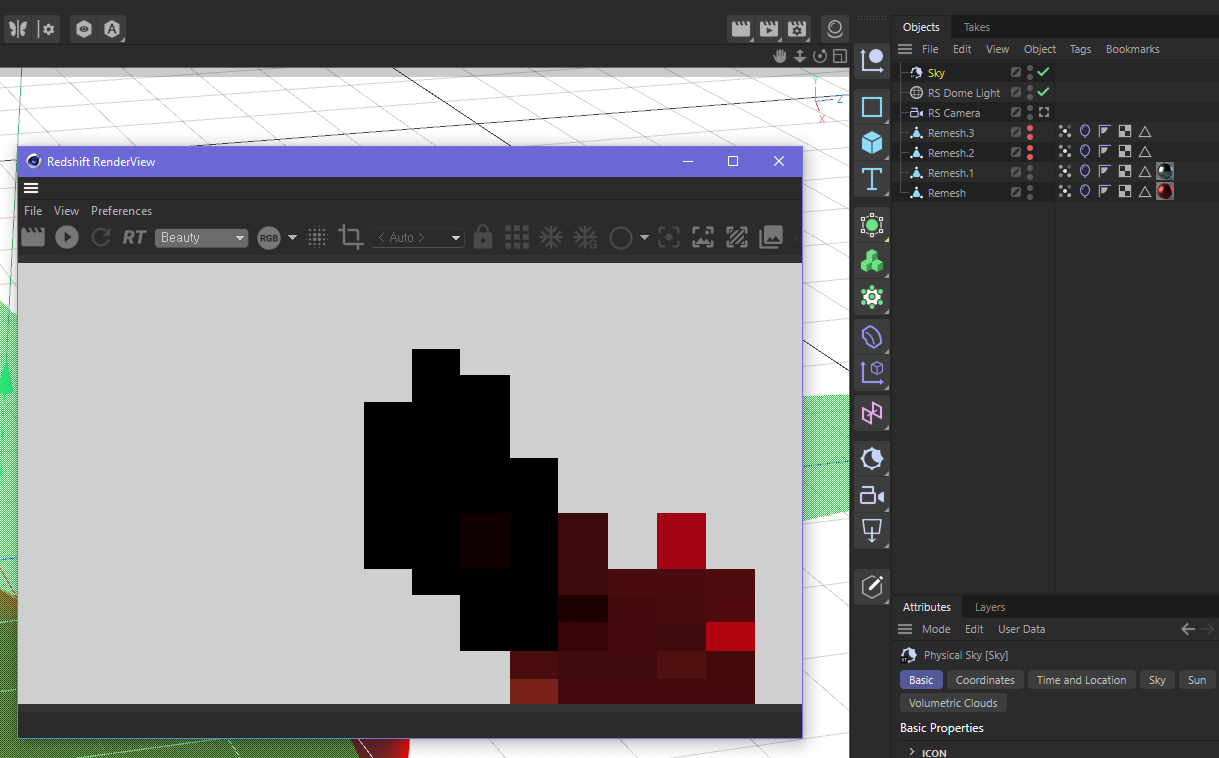 Objects Takes
File Edit View Object Tags Bookmarks
Sky
RS Dome Light
RS Camera
Remesh.3
Remesh.2
Remesh.1
Remesh
Y
Z
X
Redshift RenderView
File View Preferences
RT Beauty RGB < Auto > G
Attributes Layers
Mode Edit User Data
Physical Sky [Sky]
Basic Coordinates Time and Location Sky Sun
Volumetric Clouds
Basic Properties
ICON